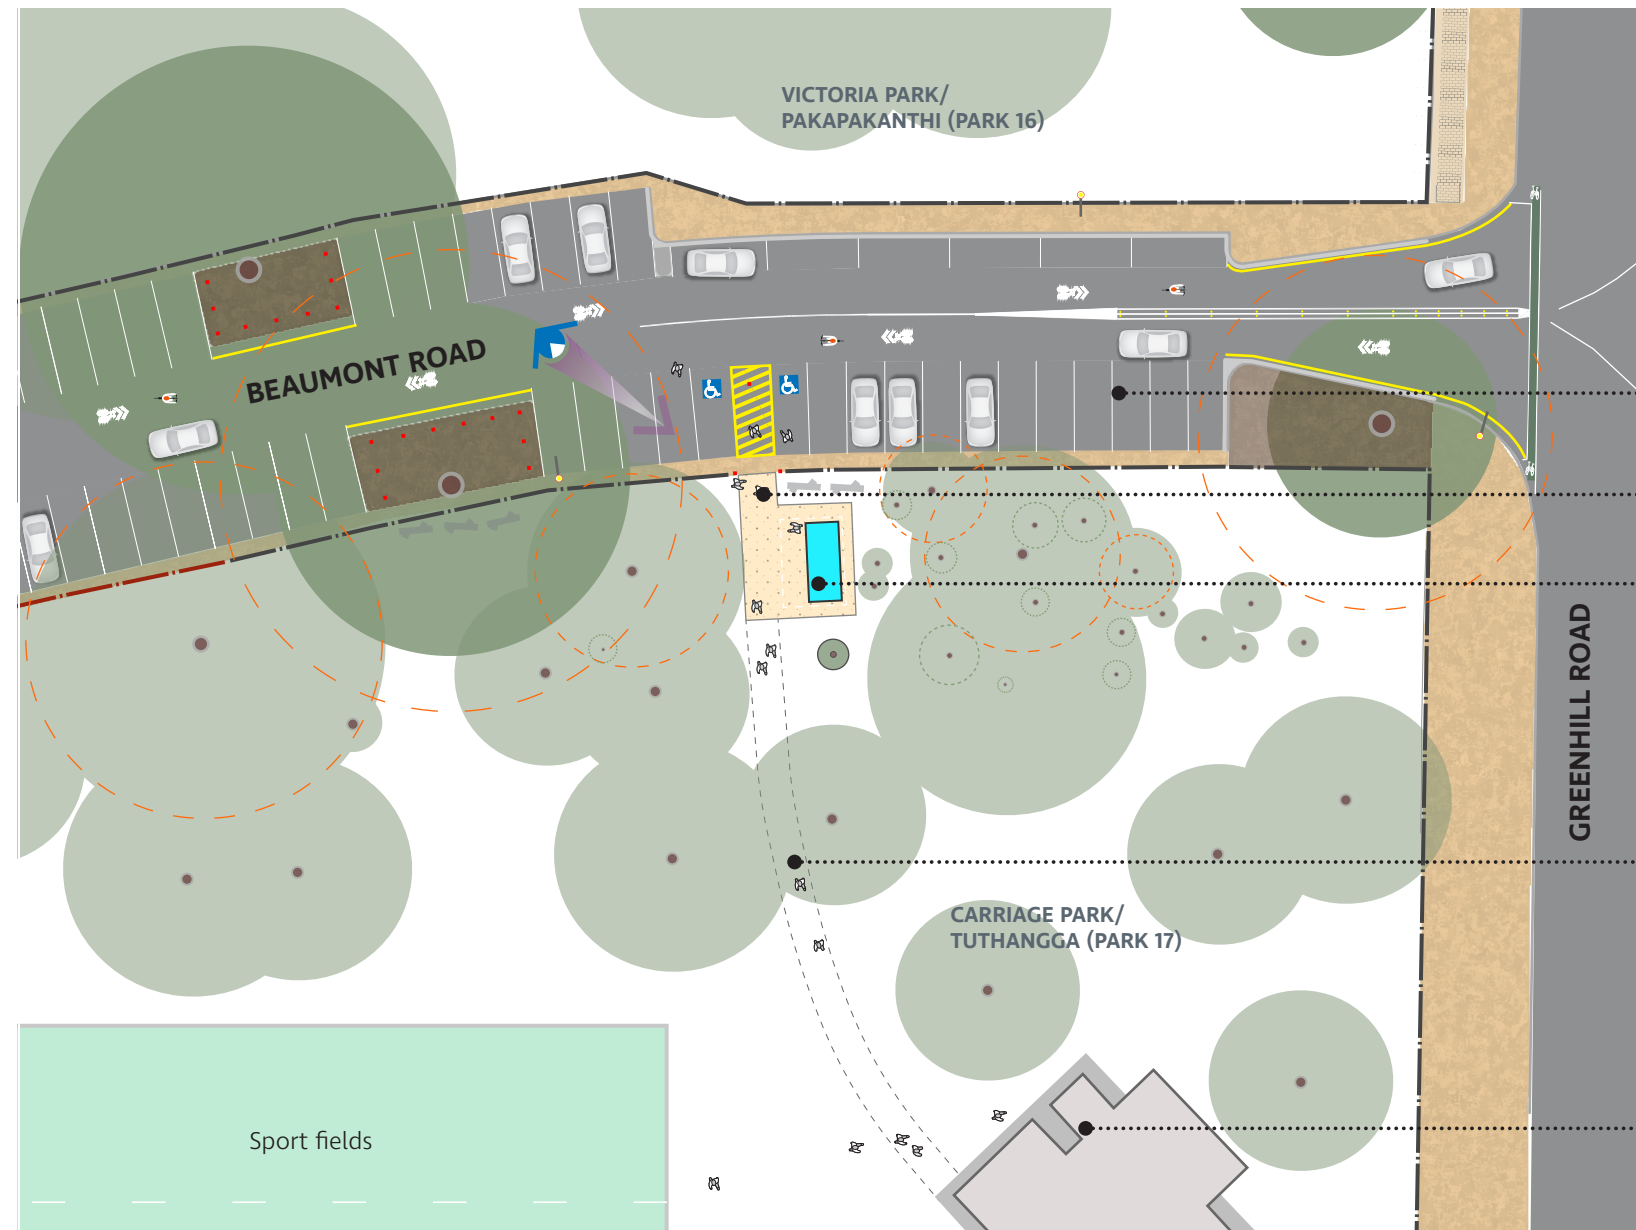 VICTORIA PARK/
PAKAPAKANTHI (PARK 16)
BEAUMONT ROAD
GREENHILL ROAD
CARRIAGE PARK/
TUTHANGGA (PARK 17)
Sport fields